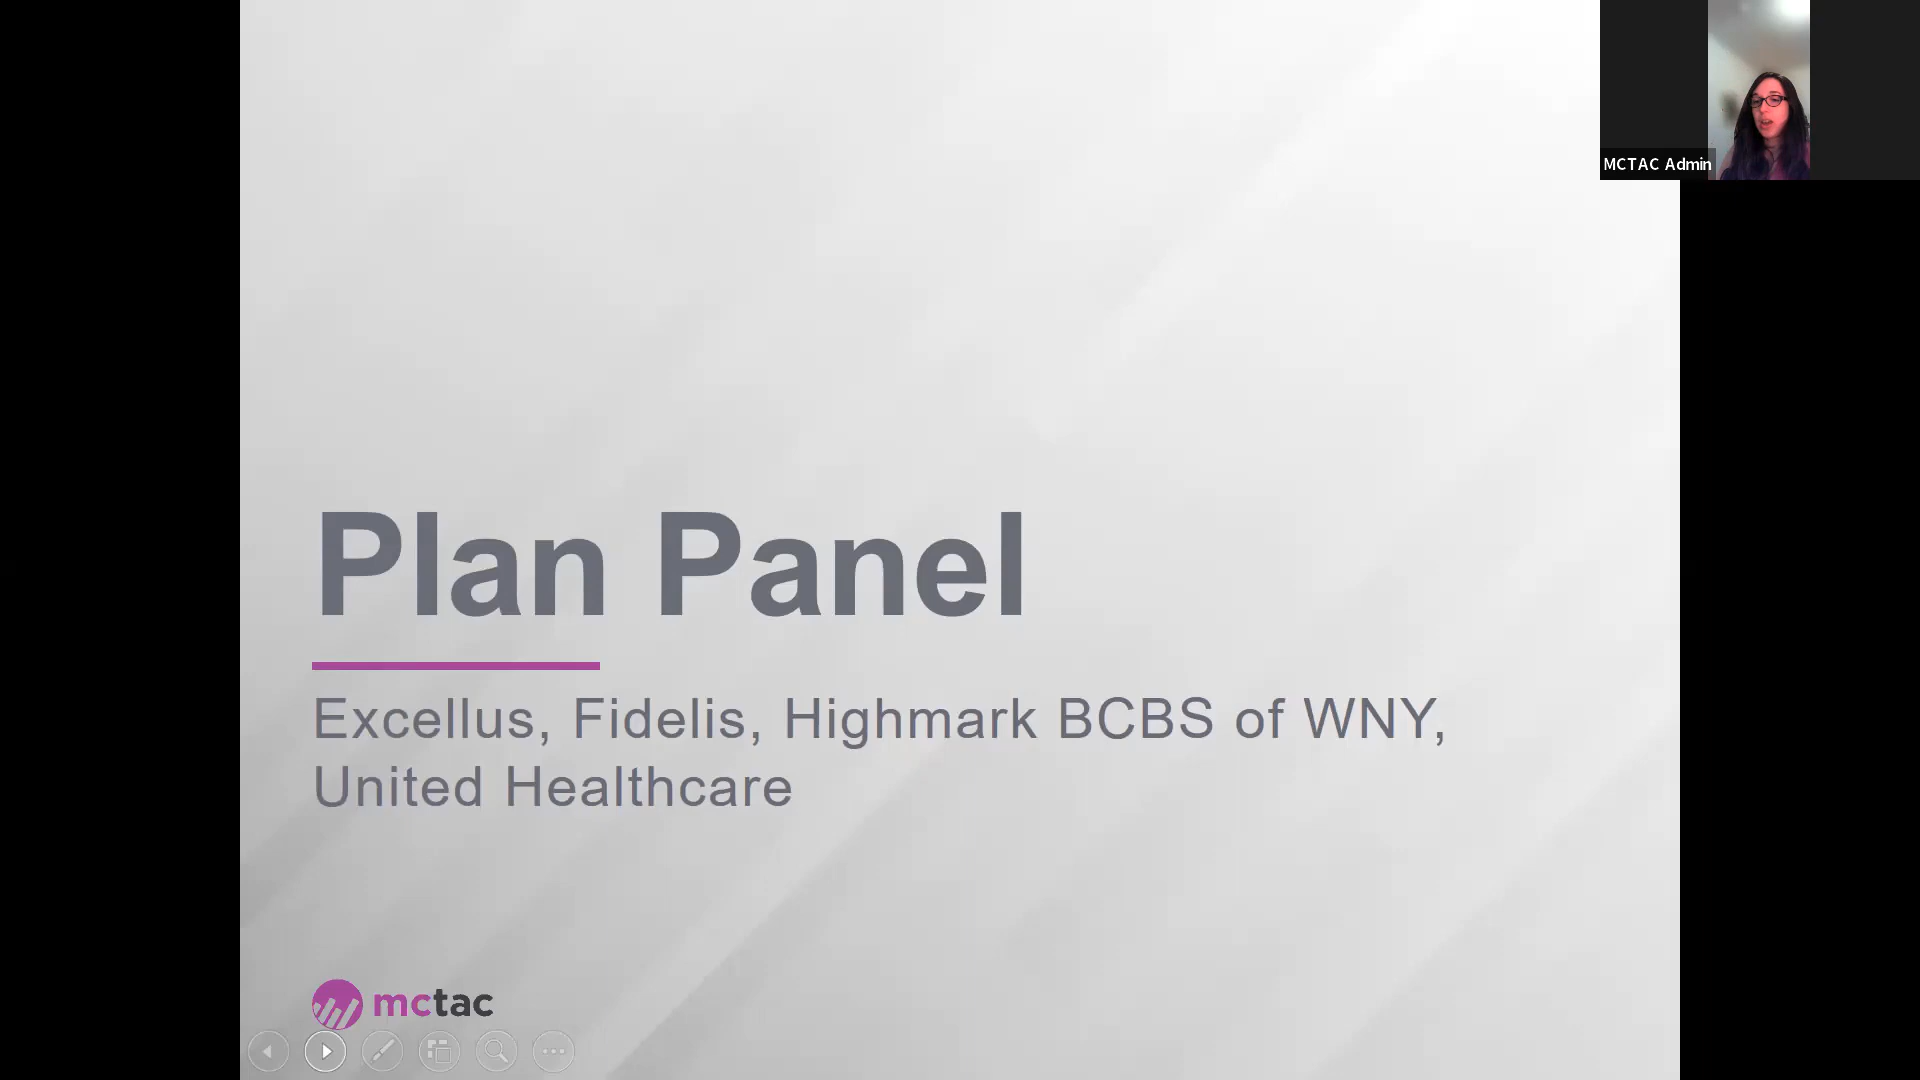 MCTAC Admin
Plan Panel
Excellus, Fidelis, Highmark BCBS of WNY,
United Healthcare
mctac